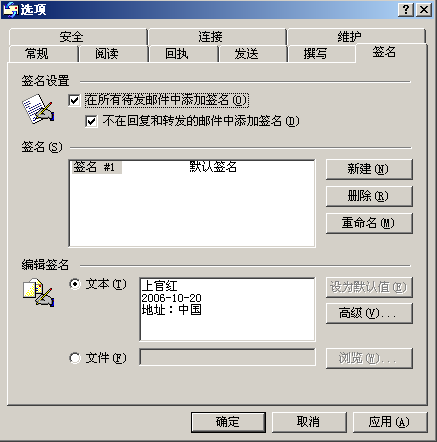 选项
安全 连接 维护
常规 阅读 回执 发送 撰写 签名
签名设置
在所有待发邮件中添加签名(O)
不在回复和转发的邮件中添加签名(D)
签名(S)
签名 #1 默认签名
新建(N)
删除(R)
重命名(M)
编辑签名
文本(T)
上官红
2006-10-20
地址：中国
设为默认值(E)
高级(V)...
文件(F)
浏览(W)...
确定 取消 应用(A)